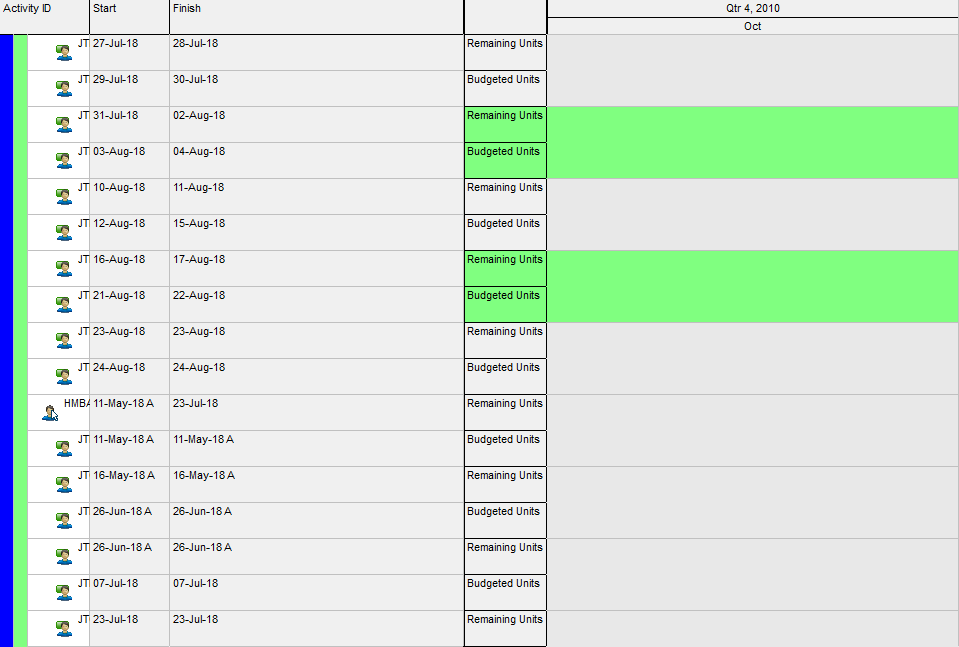 Activity ID Start Finish Qtr 4, 2010
Oct
JT 27-Jul-18 28-Jul-18 Remaining Units
JT 29-Jul-18 30-Jul-18 Budgeted Units
JT 31-Jul-18 02-Aug-18 Remaining Units
JT 03-Aug-18 04-Aug-18 Budgeted Units
JT 10-Aug-18 11-Aug-18 Remaining Units
JT 12-Aug-18 15-Aug-18 Budgeted Units
JT 16-Aug-18 17-Aug-18 Remaining Units
JT 21-Aug-18 22-Aug-18 Budgeted Units
JT 23-Aug-18 23-Aug-18 Remaining Units
JT 24-Aug-18 24-Aug-18 Budgeted Units
HMBA 11-May-18 A 23-Jul-18 Remaining Units
JT 11-May-18 A 11-May-18 A Budgeted Units
JT 16-May-18 A 16-May-18 A Remaining Units
JT 26-Jun-18 A 26-Jun-18 A Budgeted Units
JT 26-Jun-18 A 26-Jun-18 A Remaining Units
JT 07-Jul-18 07-Jul-18 Budgeted Units
JT 23-Jul-18 23-Jul-18 Remaining Units